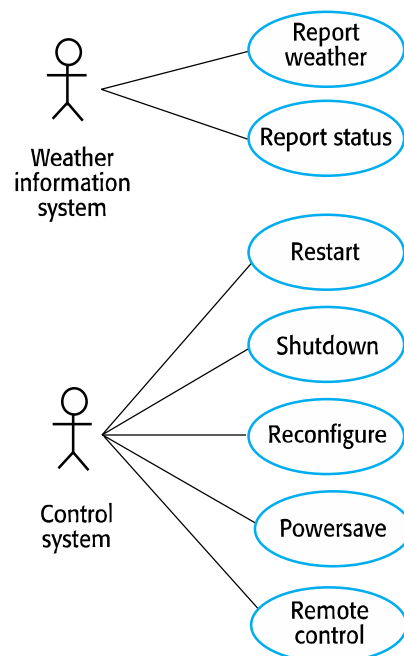 Report
weather
Report status
Weather
information
system
Restart
Shutdown
Reconfigure
Control
system
Powersave
Remote
control